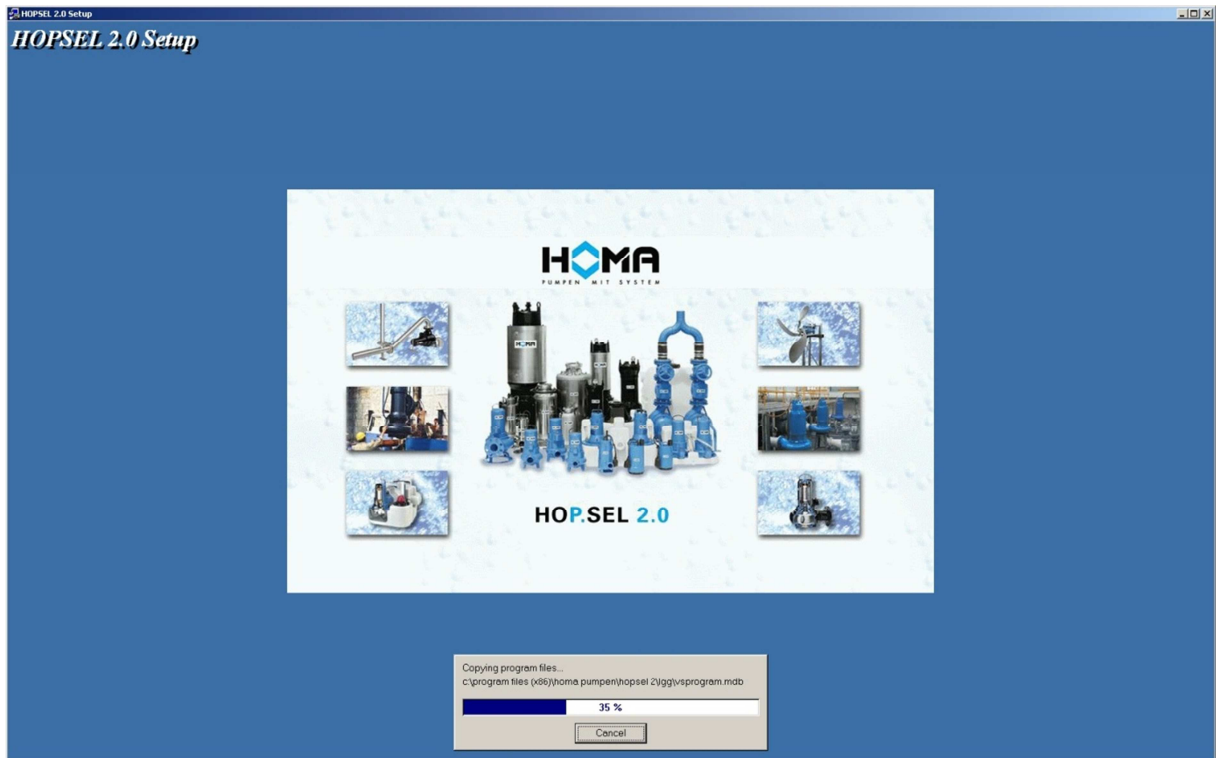 HOPSEL 2.0 Setup
HOPSEL 2.0 Setup
HOMA
PUMPEN MIT SYSTEM
HOMA
HOP.SEL 2.0
Copying program files...
c:\program files (x86)\homa pumpen\hopsel 2\lgg\vsprogram.mdb
35 %
Cancel